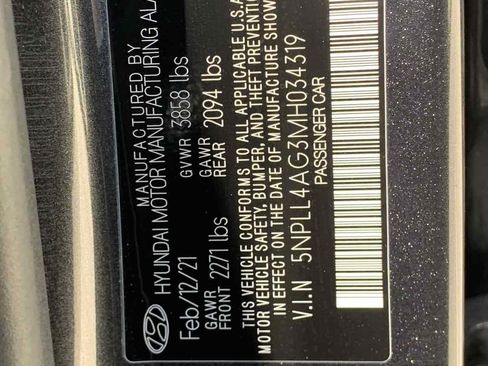 MANUFACTURED BY
HYUNDAI MOTOR MANUFACTURING ALA
Feb/12/21 GVWR 3858 lbs
GAWR FRONT 2271 lbs GAWR REAR 2094 lbs
THIS VEHICLE CONFORMS TO ALL APPLICABLE U.S.A
MOTOR VEHICLE SAFETY, BUMPER, AND THEFT PREVENTI
IN EFFECT ON THE DATE OF MANUFACTURE SHOW
V.I.N 5NPLL4AG3MH034319
PASSENGER CAR